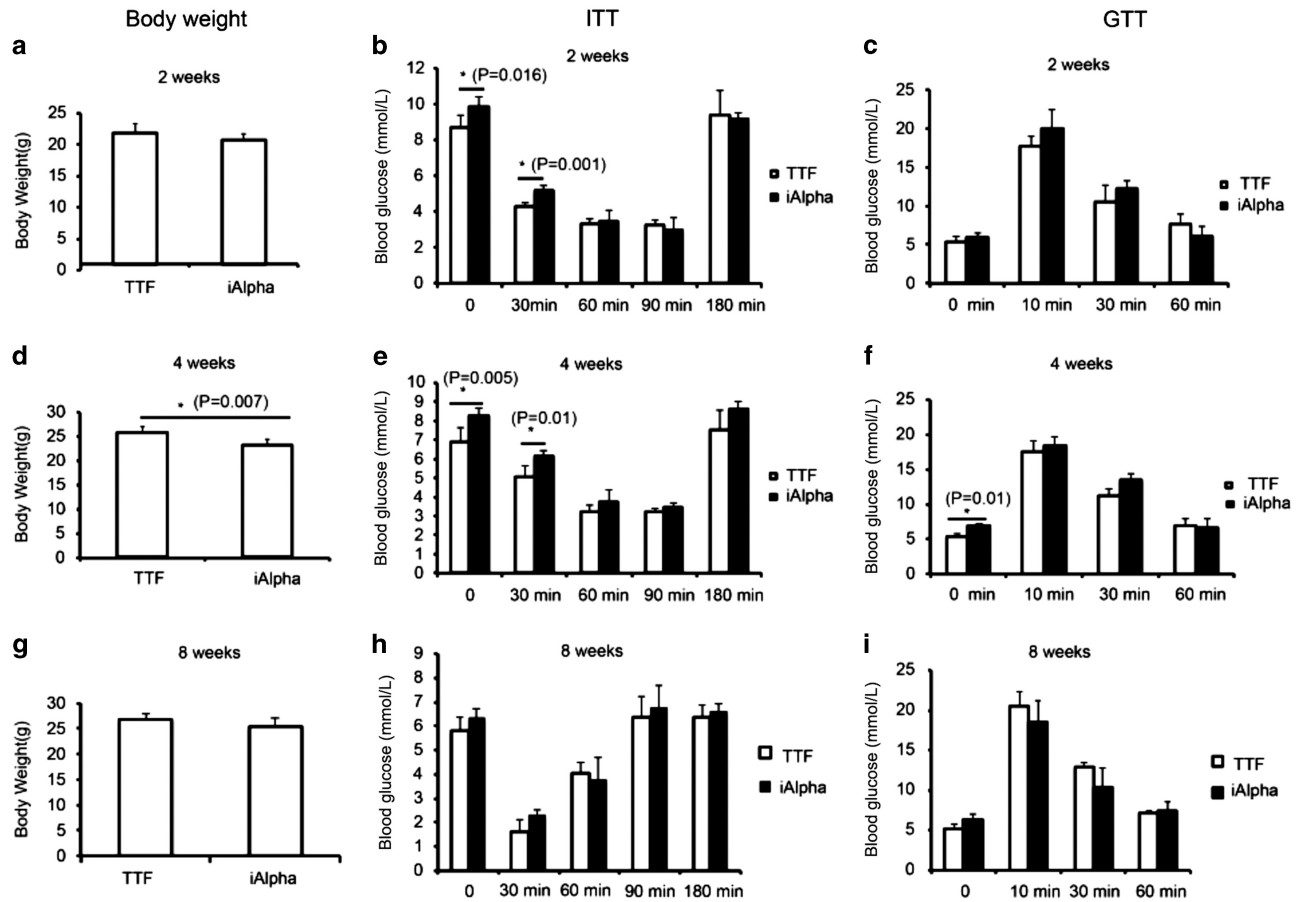 Body weight
ITT
GTT
a
2 weeks
Body Weight(g)
25
20
15
10
5
0
TTF
iAlpha
b
2 weeks
Blood glucose (mmol/L)
12
10
8
6
4
2
0
* (P=0.016)
* (P=0.001)
TTF
iAlpha
0
30min
60 min
90 min
180 min
c
2 weeks
Blood glucose (mmol/L)
25
20
15
10
5
0
TTF
iAlpha
0 min
10 min
30 min
60 min
d
4 weeks
Body Weight(g)
30
25
20
15
10
5
0
* (P=0.007)
TTF
iAlpha
e
4 weeks
Blood glucose (mmol/L)
10
9
8
7
6
5
4
3
2
1
0
(P=0.005)
*
(P=0.01)
*
TTF
iAlpha
0
30 min
60 min
90 min
180 min
f
4 weeks
Blood glucose (mmol/L)
25
20
15
10
5
0
(P=0.01)
*
TTF
iAlpha
0 min
10 min
30 min
60 min
g
8 weeks
Body Weight(g)
30
25
20
15
10
5
0
TTF
iAlpha
h
8 weeks
Blood glucose (mmol/L)
9
8
7
6
5
4
3
2
1
0
TTF
iAlpha
0
30 min
60 min
90 min
180 min
i
8 weeks
Blood glucose (mmol/L)
25
20
15
10
5
0
TTF
iAlpha
0
10 min
30 min
60 min